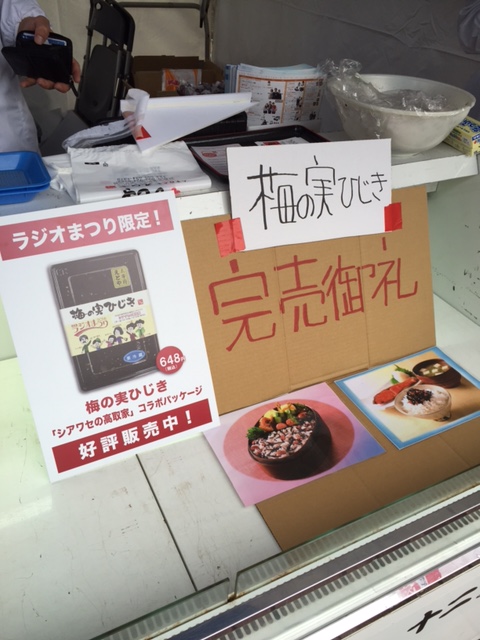 梅の実ひじき
完売御礼
ラジオまつり限定!
梅の実ひじき
648円
梅の実ひじき
「シアワセの高取家」コラボパッケージ
好評販売中!